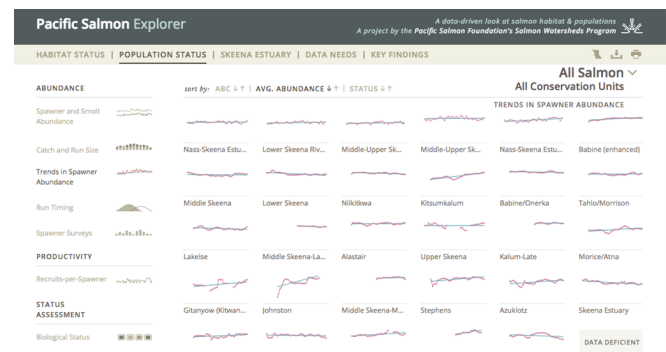 Pacific Salmon Explorer
A data-driven look at salmon habitat & populations
A project by the Pacific Salmon Foundation's Salmon Watersheds Program
HABITAT STATUS | POPULATION STATUS | SKEENA ESTUARY | DATA NEEDS | KEY FINDINGS
All Salmon
All Conservation Units
ABUNDANCE
sort by: ABC ↓↑ | AVG. ABUNDANCE ↓↑ | STATUS ↓↑
TRENDS IN SPAWNER ABUNDANCE
Spawner and Smolt
Abundance
Catch and Run Size
Trends in Spawner
Abundance
Run Timing
Spawner Surveys
PRODUCTIVITY
Recruits-per-Spawner
STATUS
ASSESSMENT
Biological Status
Nass-Skeena Estu... Lower Skeena Riv... Middle-Upper Sk... Middle-Upper Sk... Nass-Skeena Estu... Babine (enhanced)
Middle Skeena Lower Skeena Nilkitkwa Kitsumkalum Babine/Onerka Tahlo/Morrison
Lakelse Middle Skeena-La... Alastair Upper Skeena Kalum-Late Morice/Atna
Gitanyow (Kitwan... Johnston Middle Skeena-M... Stephens Azuklotz Skeena Estuary
DATA DEFICIENT